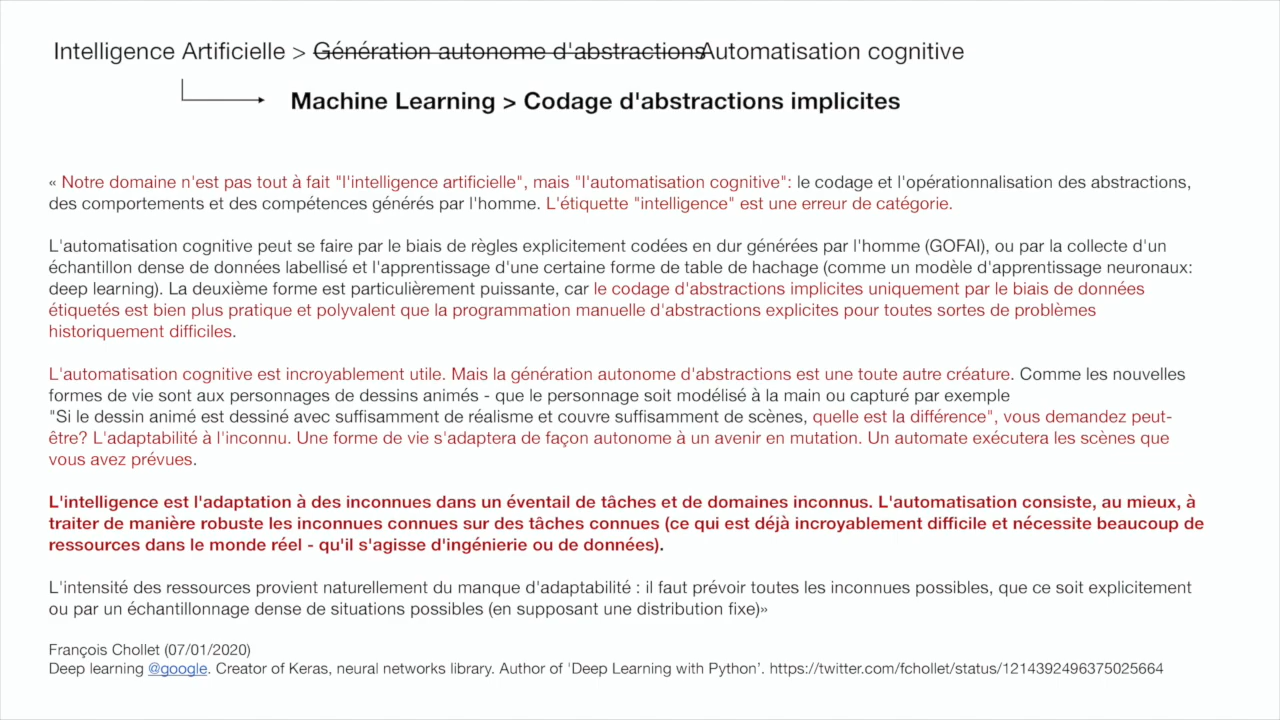 Intelligence Artificielle > Génération autonome d'abstractionsAutomatisation cognitive
Machine Learning > Codage d'abstractions implicites
« Notre domaine n'est pas tout à fait "l'intelligence artificielle", mais "l'automatisation cognitive": le codage et l'opérationnalisation des abstractions,
des comportements et des compétences générés par l'homme. L'étiquette "intelligence" est une erreur de catégorie.
L'automatisation cognitive peut se faire par le biais de règles explicitement codées en dur générées par l'homme (GOFAI), ou par la collecte d'un
échantillon dense de données labellisé et l'apprentissage d'une certaine forme de table de hachage (comme un modèle d'apprentissage neuronaux:
deep learning). La deuxième forme est particulièrement puissante, car le codage d'abstractions implicites uniquement par le biais de données
étiquetés est bien plus pratique et polyvalent que la programmation manuelle d'abstractions explicites pour toutes sortes de problèmes
historiquement difficiles.
L'automatisation cognitive est incroyablement utile. Mais la génération autonome d'abstractions est une toute autre créature. Comme les nouvelles
formes de vie sont aux personnages de dessins animés - que le personnage soit modélisé à la main ou capturé par exemple
"Si le dessin animé est dessiné avec suffisamment de réalisme et couvre suffisamment de scènes, quelle est la différence", vous demandez peut-
être? L'adaptabilité à l'inconnu. Une forme de vie s'adaptera de façon autonome à un avenir en mutation. Un automate exécutera les scènes que
vous avez prévues.
L'intelligence est l'adaptation à des inconnues dans un éventail de tâches et de domaines inconnus. L'automatisation consiste, au mieux, à
traiter de manière robuste les inconnues connues sur des tâches connues (ce qui est déjà incroyablement difficile et nécessite beaucoup de
ressources dans le monde réel - qu'il s'agisse d'ingénierie ou de données).
L'intensité des ressources provient naturellement du manque d'adaptabilité : il faut prévoir toutes les inconnues possibles, que ce soit explicitement
ou par un échantillonnage dense de situations possibles (en supposant une distribution fixe)»
François Chollet (07/01/2020)
Deep learning @google. Creator of Keras, neural networks library. Author of 'Deep Learning with Python’. https://twitter.com/fchollet/status/1214392496375025664